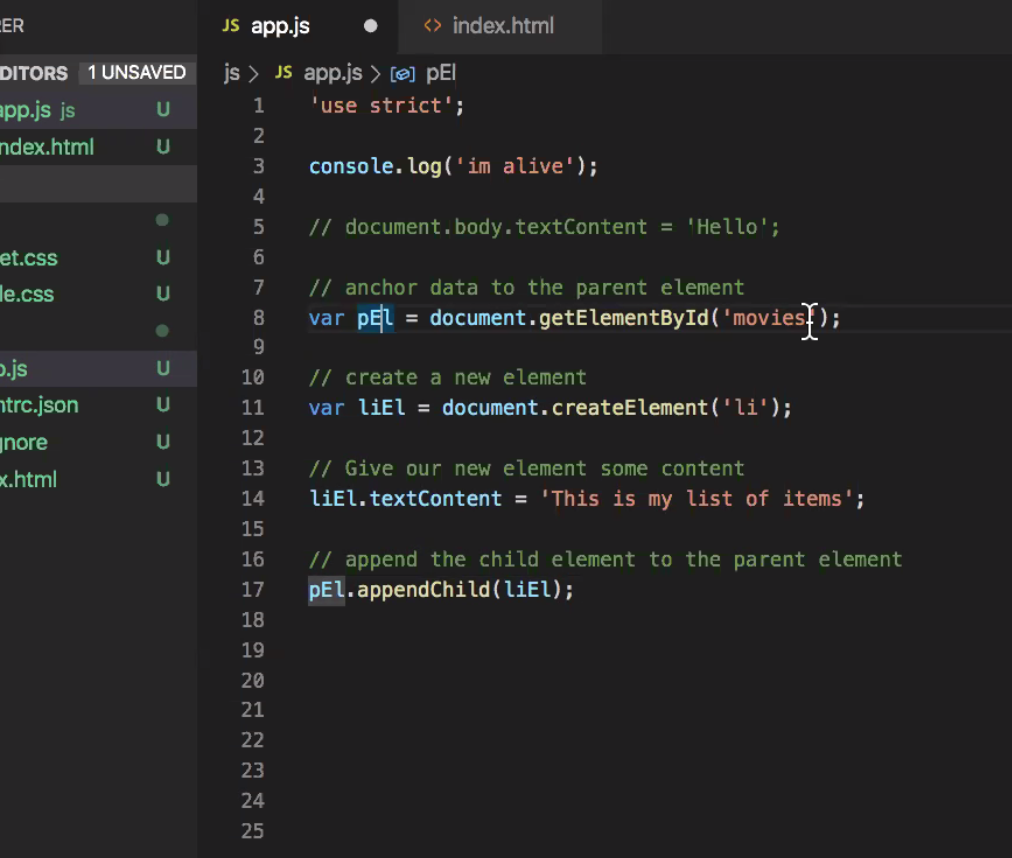 RER
DITORS 1 UNSAVED
app.js js U
index.html U
et.css U
le.css U
p.js U
ntrc.json U
gnore U
x.html U
JS app.js ● <> index.html
js > JS app.js > pEl
1 'use strict';
2
3 console.log('im alive');
4
5 // document.body.textContent = 'Hello';
6
7 // anchor data to the parent element
8 var pEl = document.getElementById('movies');
9
10 // create a new element
11 var liEl = document.createElement('li');
12
13 // Give our new element some content
14 liEl.textContent = 'This is my list of items';
15
16 // append the child element to the parent element
17 pEl.appendChild(liEl);
18
19
20
21
22
23
24
25